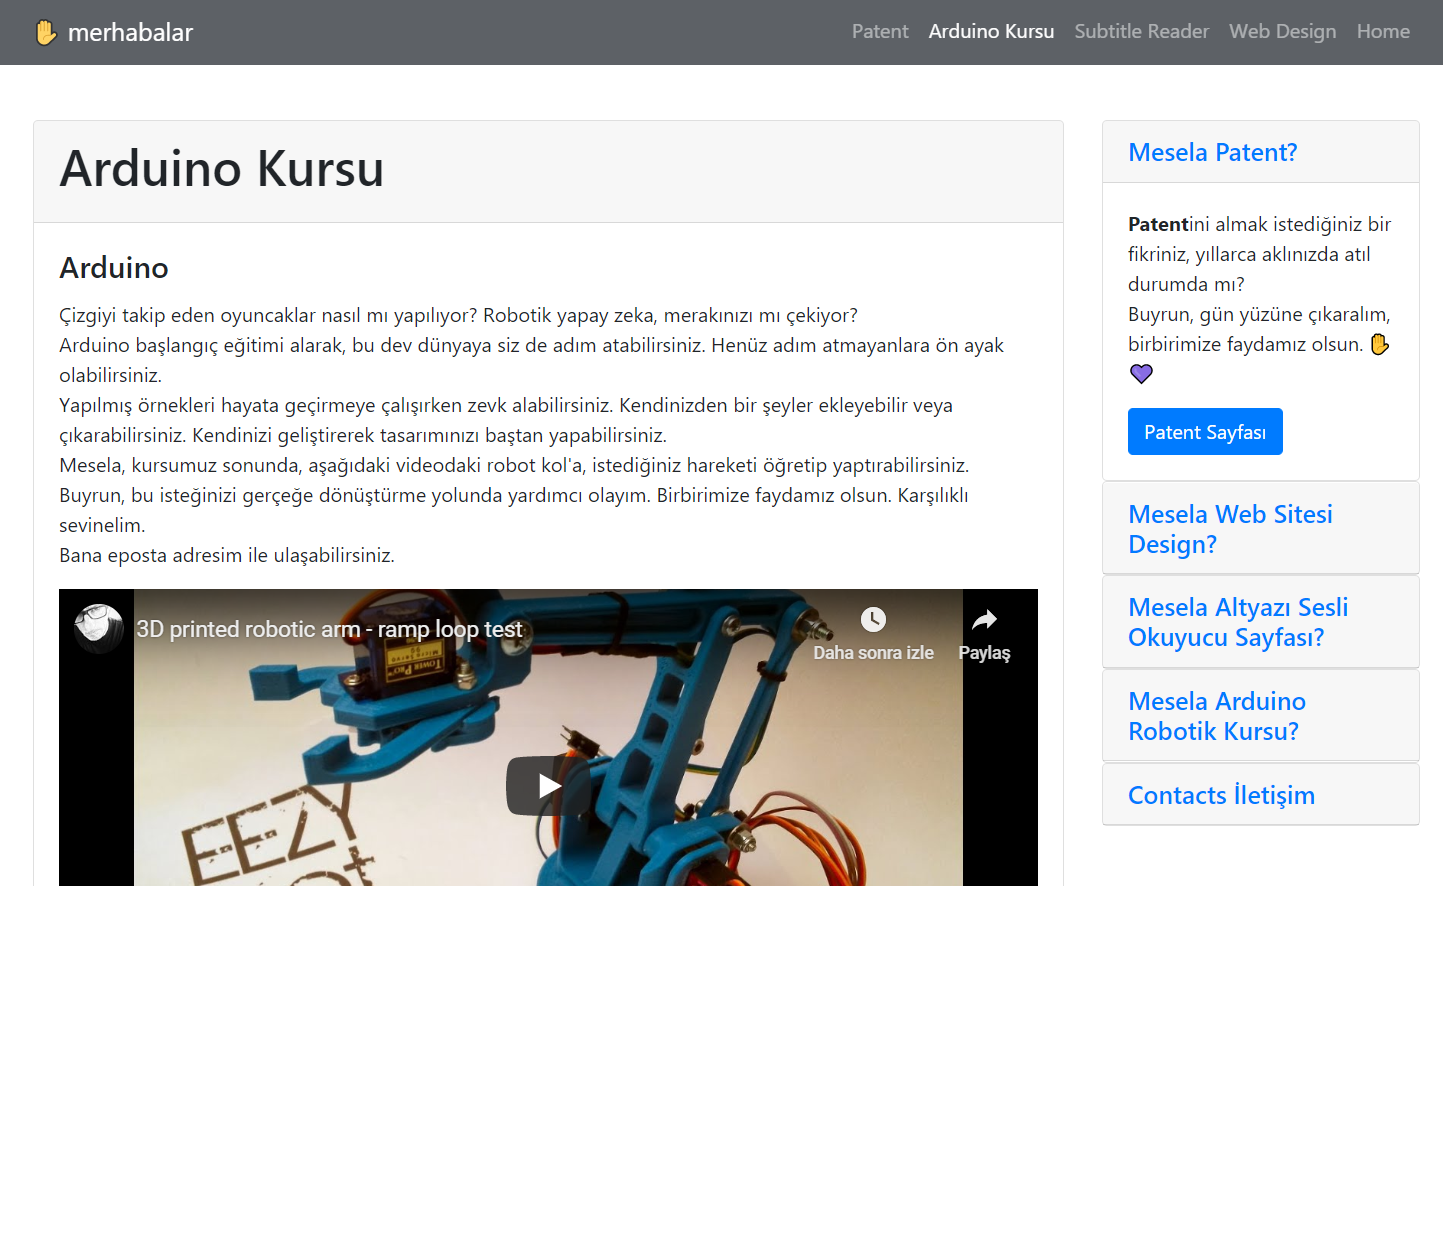 merhabalar
Patent Arduino Kursu Subtitle Reader Web Design Home
Arduino Kursu
Arduino
Çizgiyi takip eden oyuncaklar nasıl mı yapılıyor? Robotik yapay zeka, merakınızı mı çekiyor?
Arduino başlangıç eğitimi alarak, bu dev dünyaya siz de adım atabilirsiniz. Henüz adım atmayanlara ön ayak
olabilirsiniz.
Yapılmış örnekleri hayata geçirmeye çalışırken zevk alabilirsiniz. Kendinizden bir şeyler ekleyebilir veya
çıkarabilirsiniz. Kendinizi geliştirerek tasarımınızı baştan yapabilirsiniz.
Mesela, kursumuz sonunda, aşağıdaki videodaki robot kol'a, istediğiniz hareketi öğretip yaptırabilirsiniz.
Buyrun, bu isteğinizi gerçeğe dönüştürme yolunda yardımcı olayım. Birbirimize faydamız olsun. Karşılıklı
sevinelim.
Bana eposta adresim ile ulaşabilirsiniz.
3D printed robotic arm - ramp loop test
Daha sonra izle
Paylaş
TOWER PRO
Micro Servo
EEZY
Mesela Patent?
Patentini almak istediğiniz bir
fikriniz, yıllarca aklınızda atıl
durumda mı?
Buyrun, gün yüzüne çıkaralım,
birbirimize faydamız olsun.
Patent Sayfası
Mesela Web Sitesi
Design?
Mesela Altyazı Sesli
Okuyucu Sayfası?
Mesela Arduino
Robotik Kursu?
Contacts İletişim